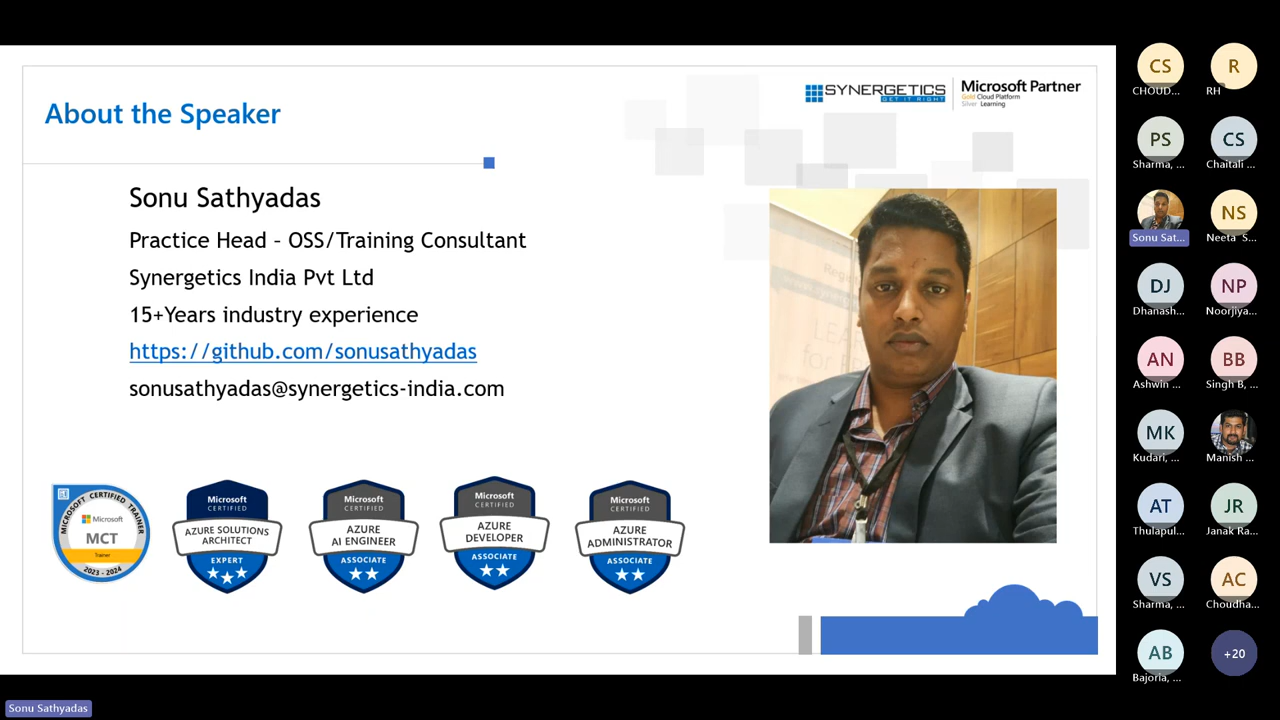 About the Speaker
SYNERGETICS
GET IT RIGHT
Microsoft Partner
Gold Cloud Platform
Silver Learning
Sonu Sathyadas
Practice Head – OSS/Training Consultant
Synergetics India Pvt Ltd
15+Years industry experience
https://github.com/sonusathyadas
sonusathyadas@synergetics-india.com
MICROSOFT CERTIFIED TRAINER
Microsoft
MCT
Trainer
2023 - 2024
Microsoft
CERTIFIED
AZURE SOLUTIONS
ARCHITECT
EXPERT
Microsoft
CERTIFIED
AZURE
AI ENGINEER
ASSOCIATE
Microsoft
CERTIFIED
AZURE
DEVELOPER
ASSOCIATE
Microsoft
CERTIFIED
AZURE
ADMINISTRATOR
ASSOCIATE
CS
CHOUD...
R
RH
PS
Sharma, ...
CS
Chaitali ...
Sonu Sat...
NS
Neeta S...
DJ
Dhanash...
NP
Noorjiya...
AN
Ashwin ...
BB
Singh B, ...
MK
Kudari, ...
Manish ...
AT
Thulapul...
JR
Janak Ra...
VS
Sharma, ...
AC
Choudha...
AB
Bajoria, ...
+20
Sonu Sathyadas